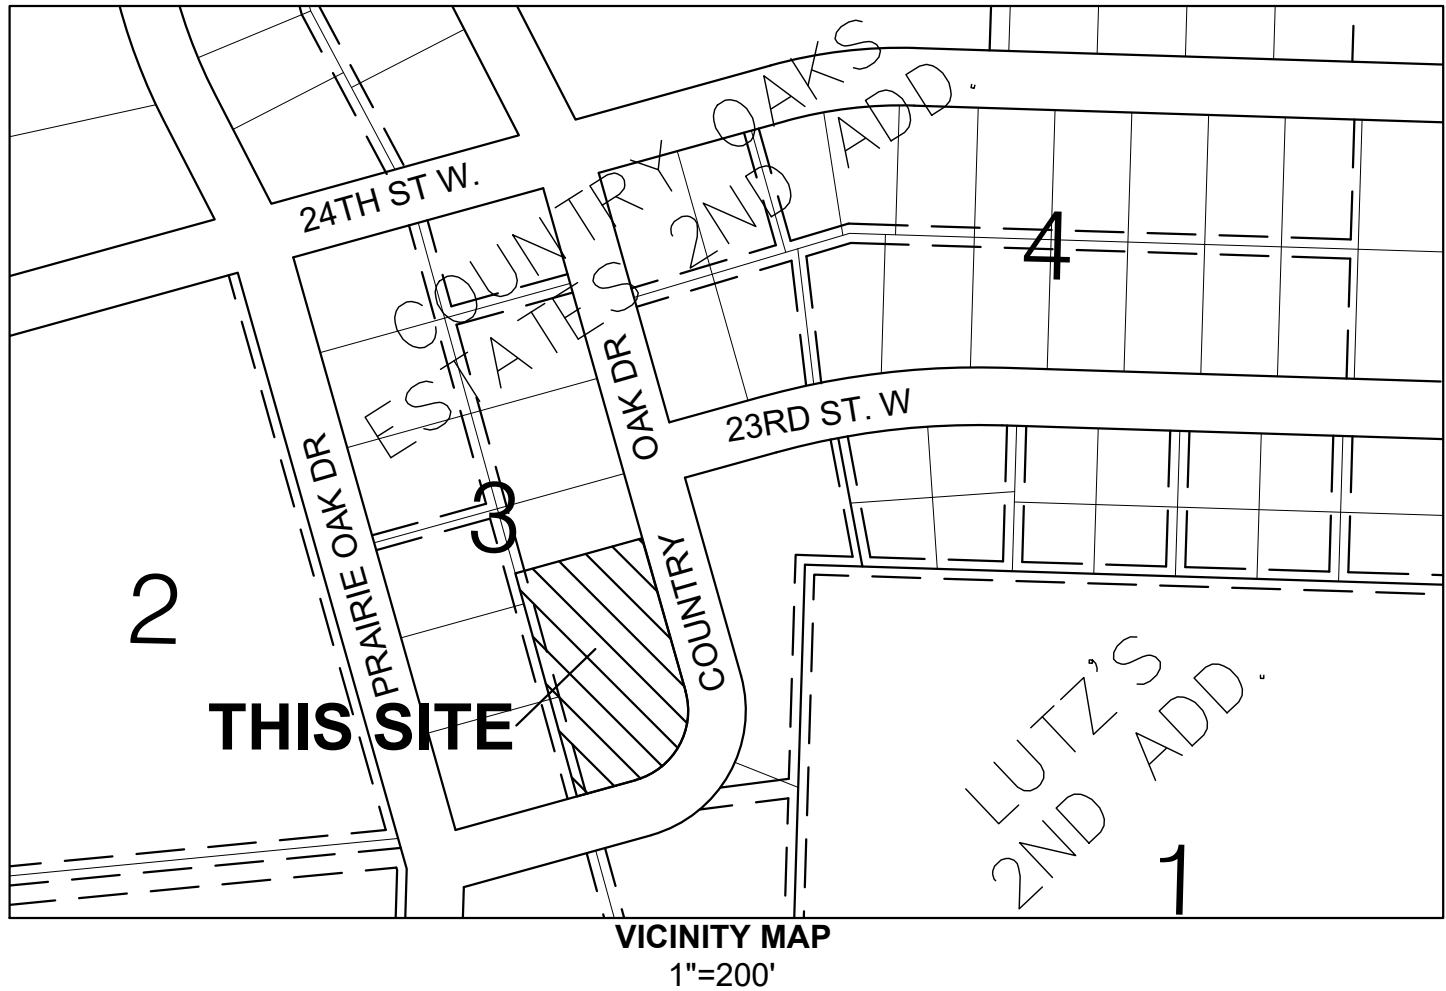 COUNTRY OAKS
ESTATES 2ND ADD.
24TH ST W.
4
OAK DR
23RD ST. W
PRAIRIE OAK DR
3
COUNTRY
2
THIS SITE
LUTZ'S
2ND ADD.
1
VICINITY MAP
1"=200'